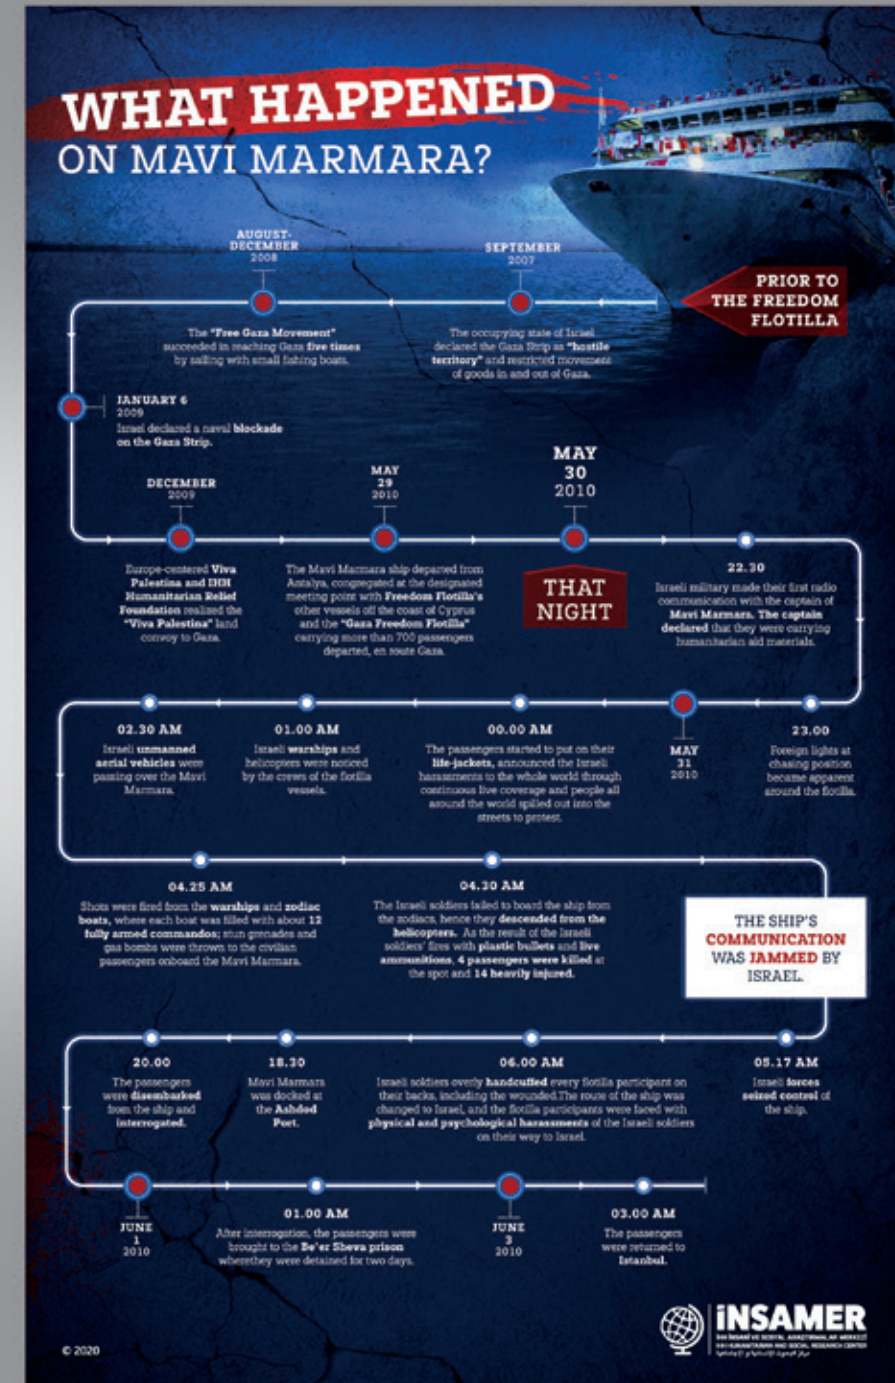 WHAT HAPPENED
ON MAVI MARMARA?
PRIOR TO
THE FREEDOM
FLOTILLA
SEPTEMBER
2007
The occupying state of Israel
declared the Gaza Strip as "hostile
territory" and restricted movement
of goods in and out of Gaza.
AUGUST-
DECEMBER
2008
The "Free Gaza Movement"
succeeded in reaching Gaza five times
by sailing with small fishing boats.
JANUARY 6
2009
Israel declared a naval blockade
on the Gaza Strip.
DECEMBER
2009
Europe-centered Viva
Palestina and IHH
Humanitarian Relief
Foundation realized the
"Viva Palestina" land
convoy to Gaza.
MAY
29
2010
The Mavi Marmara ship departed from
Antalya, congregated at the designated
meeting point with Freedom Flotilla's
other vessels off the coast of Cyprus
and the "Gaza Freedom Flotilla"
carrying more than 700 passengers
departed, en route Gaza.
MAY
30
2010
THAT
NIGHT
22.30
Israeli military made their first radio
communication with the captain of
Mavi Marmara. The captain
declared that they were carrying
humanitarian aid materials.
23.00
Foreign lights at
chasing position
became apparent
around the flotilla.
MAY
31
2010
00.00 AM
The passengers started to put on their
life-jackets, announced the Israeli
harassments to the whole world through
continuous live coverage and people all
around the world spilled out into the
streets to protest.
01.00 AM
Israeli warships and
helicopters were noticed
by the crews of the flotilla
vessels.
02.30 AM
Israeli unmanned
aerial vehicles were
passing over the Mavi
Marmara.
04.25 AM
Shots were fired from the warships and zodiac
boats, where each boat was filled with about 12
fully armed commandos; stun grenades and
gas bombs were thrown to the civilian
passengers onboard the Mavi Marmara.
04.30 AM
The Israeli soldiers failed to board the ship from
the zodiacs, hence they descended from the
helicopters. As the result of the Israeli
soldiers' fires with plastic bullets and live
ammunitions, 4 passengers were killed at
the spot and 14 heavily injured.
THE SHIP'S
COMMUNICATION
WAS JAMMED BY
ISRAEL.
05.17 AM
Israeli forces
seized control of
the ship.
06.00 AM
Israeli soldiers overly handcuffed every flotilla participant on
their backs, including the wounded.The route of the ship was
changed to Israel, and the flotilla participants were faced with
physical and psychological harassments of the Israeli soldiers
on their way to Israel.
18.30
Mavi Marmara
was docked at
the Ashdod
Port.
20.00
The passengers
were disembarked
from the ship and
interrogated.
JUNE
1
2010
01.00 AM
After interrogation, the passengers were
brought to the Be'er Sheva prison
wherethey were detained for two days.
JUNE
3
2010
03.00 AM
The passengers
were returned to
Istanbul.
© 2020
iNSAMER
İHH İNSANİ VE SOSYAL ARAŞTIRMALAR MERKEZİ
IHH HUMANITARIAN AND SOCIAL RESEARCH CENTER